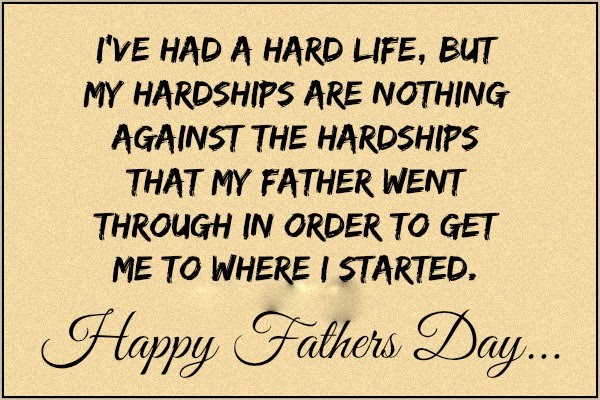 I'VE HAD A HARD LIFE, BUT
MY HARDSHIPS ARE NOTHING
AGAINST THE HARDSHIPS
THAT MY FATHER WENT
THROUGH IN ORDER TO GET
ME TO WHERE I STARTED.
Happy Fathers Day...